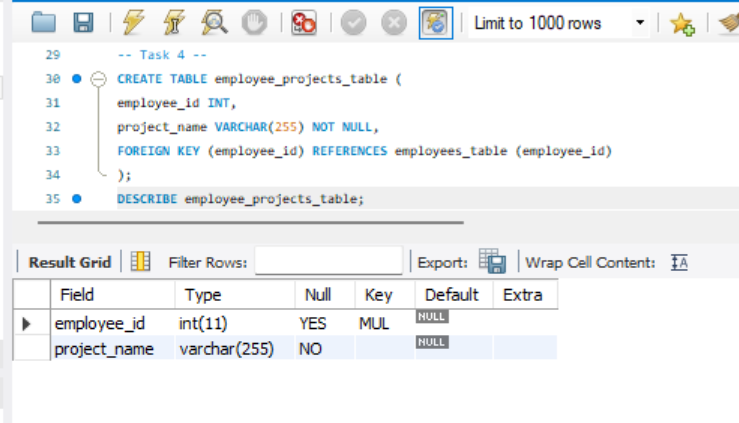 Limit to 1000 rows
29 -- Task 4 --
30 CREATE TABLE employee_projects_table (
31 employee_id INT,
32 project_name VARCHAR(255) NOT NULL,
33 FOREIGN KEY (employee_id) REFERENCES employees_table (employee_id)
34 );
35 DESCRIBE employee_projects_table;
Result Grid Filter Rows: Export: Wrap Cell Content: IA
Field Type Null Key Default Extra
employee_id int(11) YES MUL NULL
project_name varchar(255) NO NULL